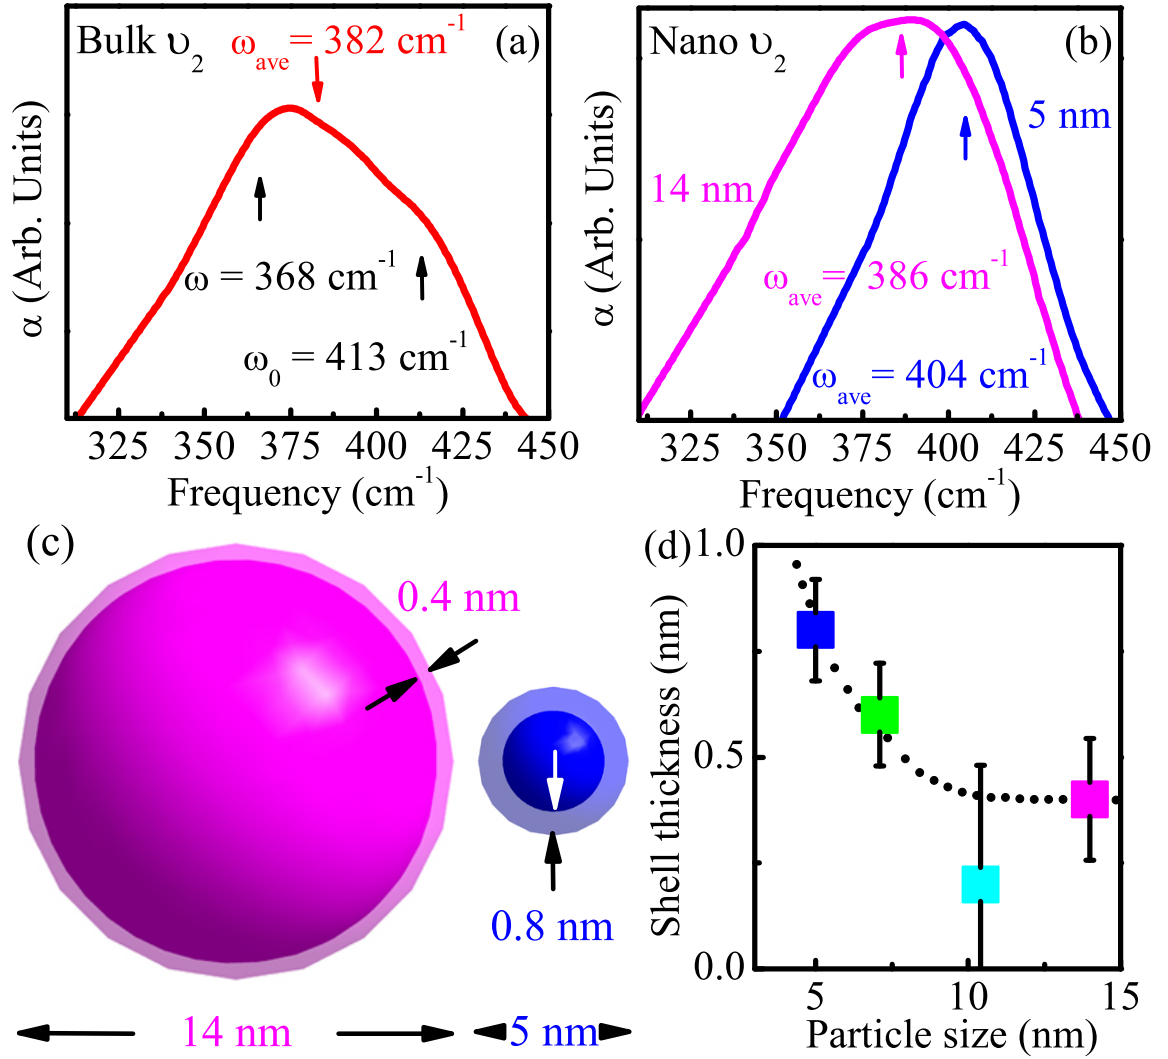 Bulk υ2
ωave = 382 cm-1
(a)
ω = 368 cm-1
ω0 = 413 cm-1
α (Arb. Units)
325 350 375 400 425 450
Frequency (cm-1)
Nano υ2
(b)
5 nm
14 nm
ωave = 386 cm-1
ωave = 404 cm-1
α (Arb. Units)
325 350 375 400 425 450
Frequency (cm-1)
(c)
0.4 nm
0.8 nm
14 nm
5 nm
(d)
1.0
0.5
0.0
Shell thickness (nm)
5 10 15
Particle size (nm)